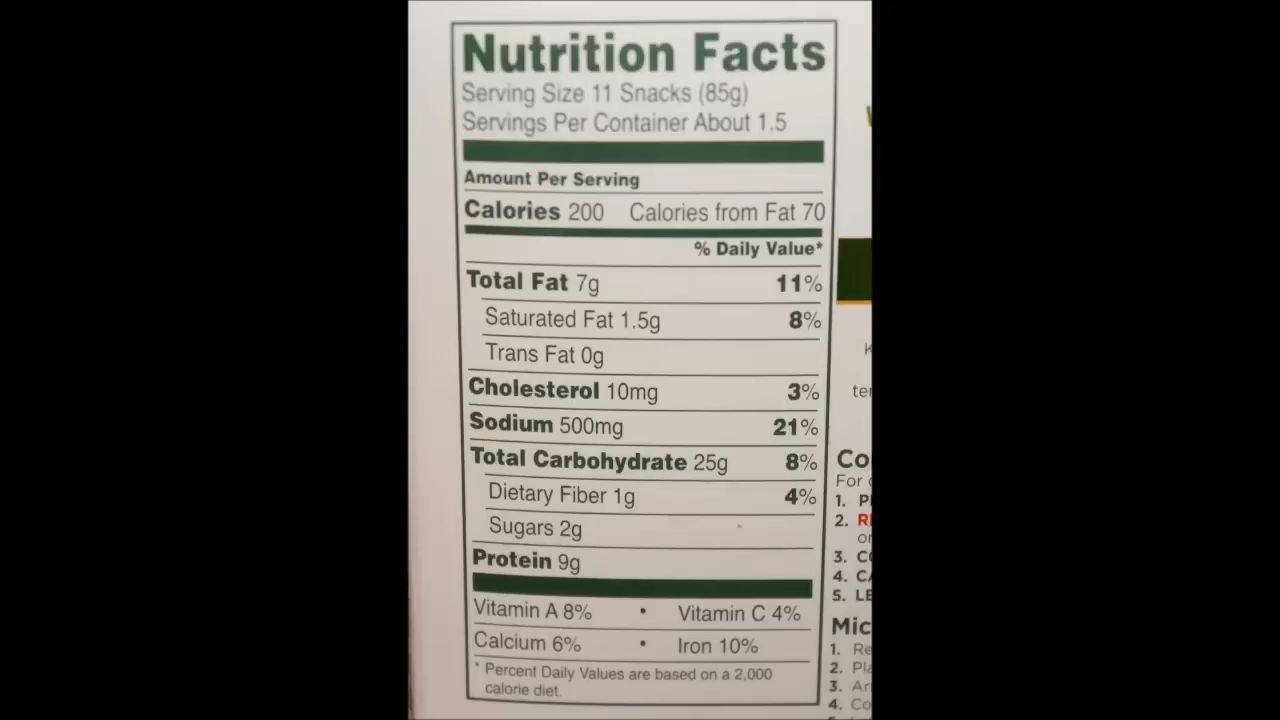 Nutrition Facts
Serving Size 11 Snacks (85g)
Servings Per Container About 1.5
Amount Per Serving
Calories 200 Calories from Fat 70
% Daily Value*
Total Fat 7g 11%
Saturated Fat 1.5g 8%
Trans Fat 0g
Cholesterol 10mg 3%
Sodium 500mg 21%
Total Carbohydrate 25g 8%
Dietary Fiber 1g 4%
Sugars 2g
Protein 9g
Vitamin A 8% • Vitamin C 4%
Calcium 6% • Iron 10%
* Percent Daily Values are based on a 2,000
calorie diet.
Co
For
1.
2.
3.
4.
5.
Mic
1. Re
2. Pla
3. Ar
4. Co